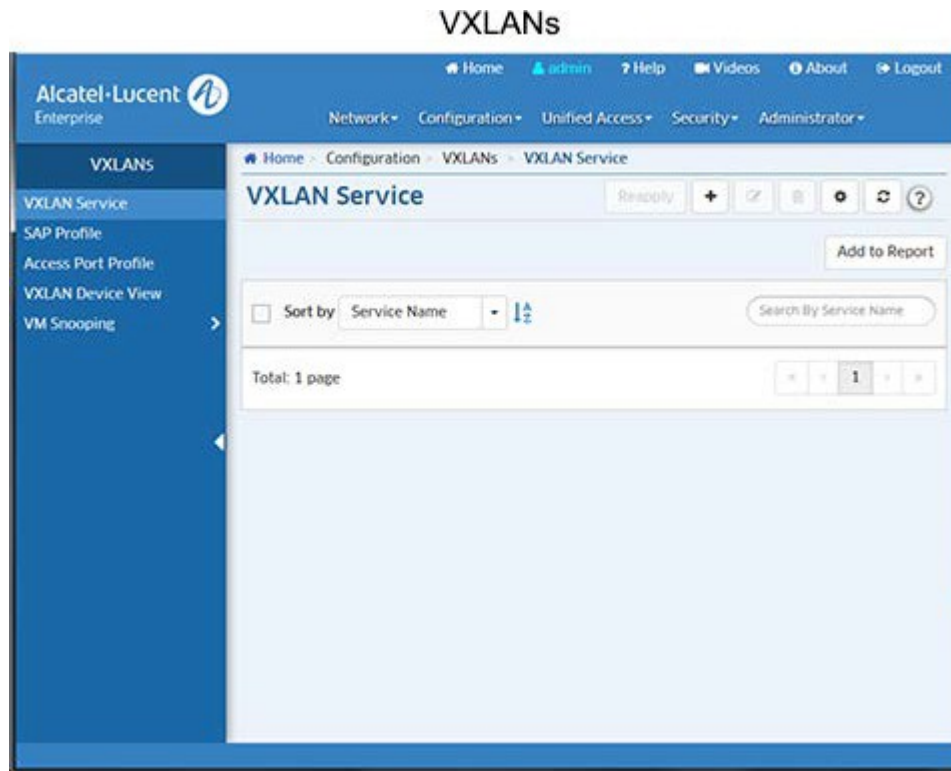 VXLANs
Home admin ? Help Videos About Logout
Alcatel·Lucent
Enterprise
Network Configuration Unified Access Security Administrator
VXLANs
VXLAN Service
SAP Profile
Access Port Profile
VXLAN Device View
VM Snooping
Home > Configuration > VXLANs > VXLAN Service
VXLAN Service
Reapply
?
Add to Report
Sort by Service Name
Search By Service Name
Total: 1 page
« ‹ 1 › »